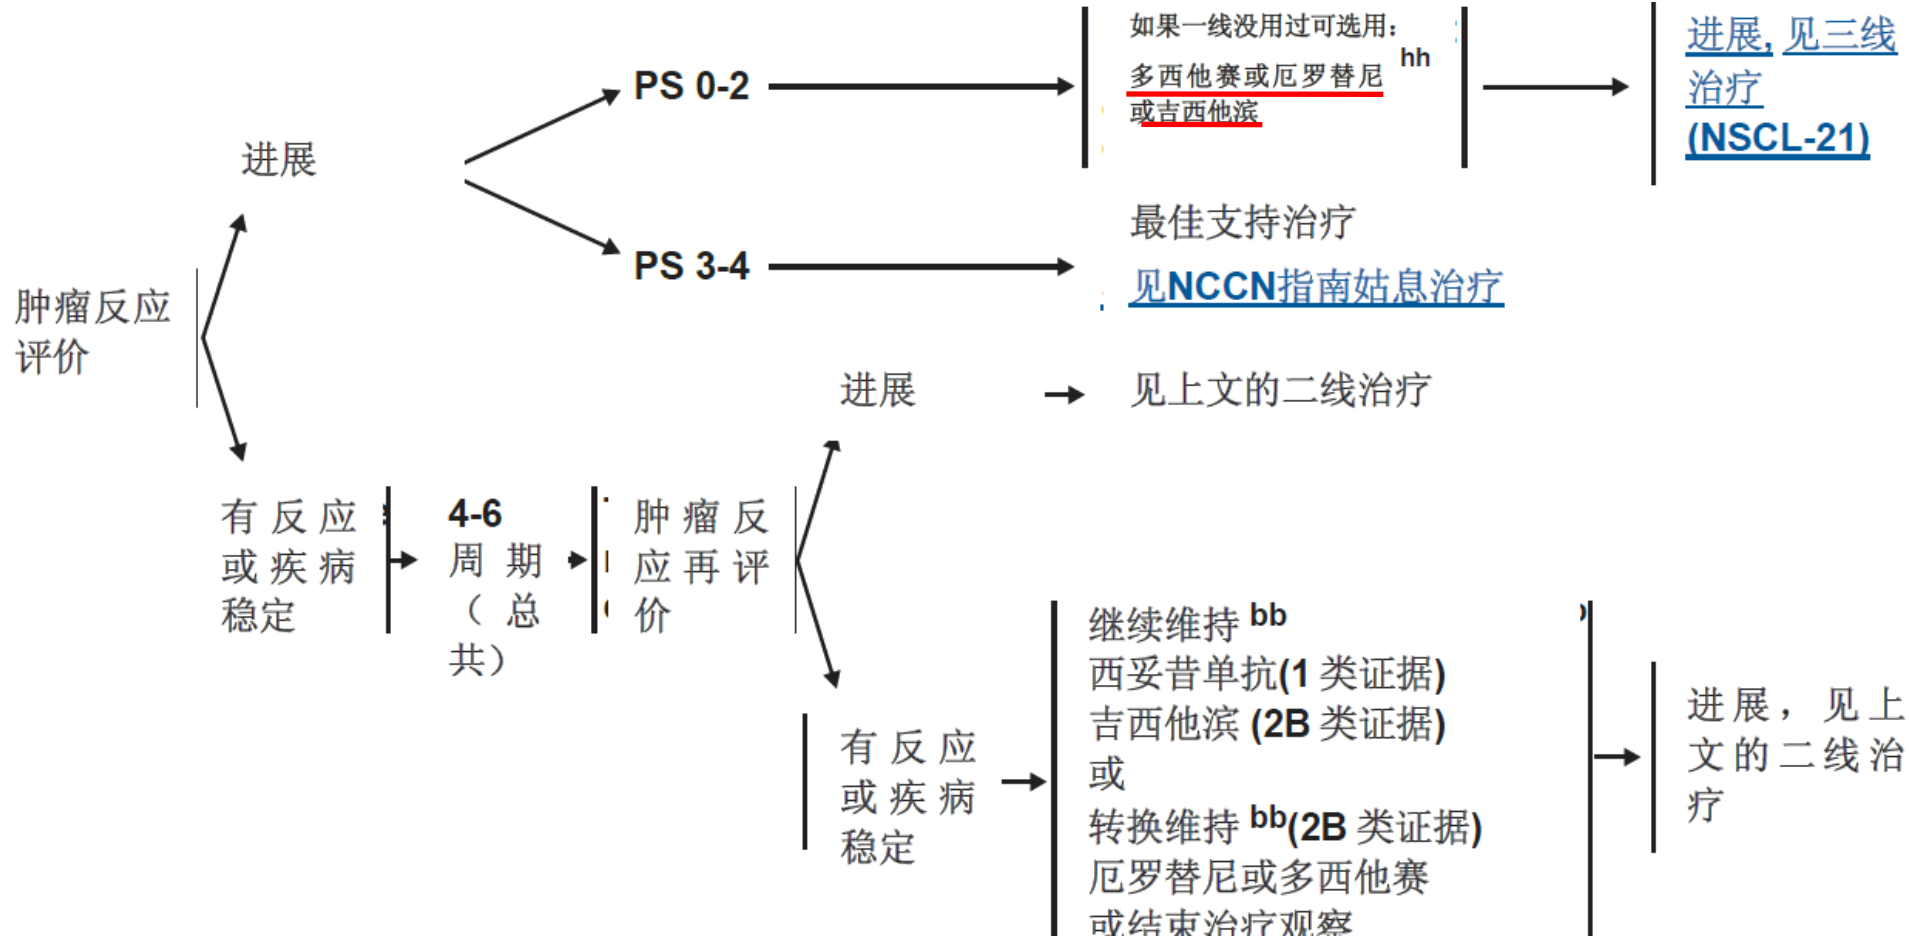 如果一线没用过可选用：
多西他赛或厄罗替尼 hh
或吉西他滨
进展, 见三线
治疗
(NSCL-21)
PS 0-2
进展
最佳支持治疗
PS 3-4
见NCCN指南姑息治疗
肿瘤反应
评价
进展
见上文的二线治疗
有反应
或疾病
稳定
4-6
周期
（总
共）
肿瘤反
应再评
价
继续维持 bb
西妥昔单抗(1 类证据)
吉西他滨 (2B 类证据)
或
转换维持 bb(2B 类证据)
厄罗替尼或多西他赛
或结束治疗观察
有反应
或疾病
稳定
进展，见上
文的二线治
疗